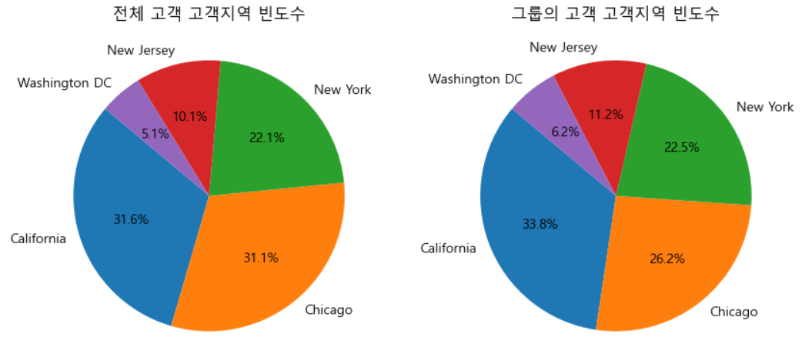 전체 고객 고객지역 빈도수
New Jersey
Washington DC
New York
10.1%
5.1%
22.1%
31.6%
California
31.1%
Chicago
그룹의 고객 고객지역 빈도수
New Jersey
Washington DC
New York
11.2%
6.2%
22.5%
33.8%
California
26.2%
Chicago